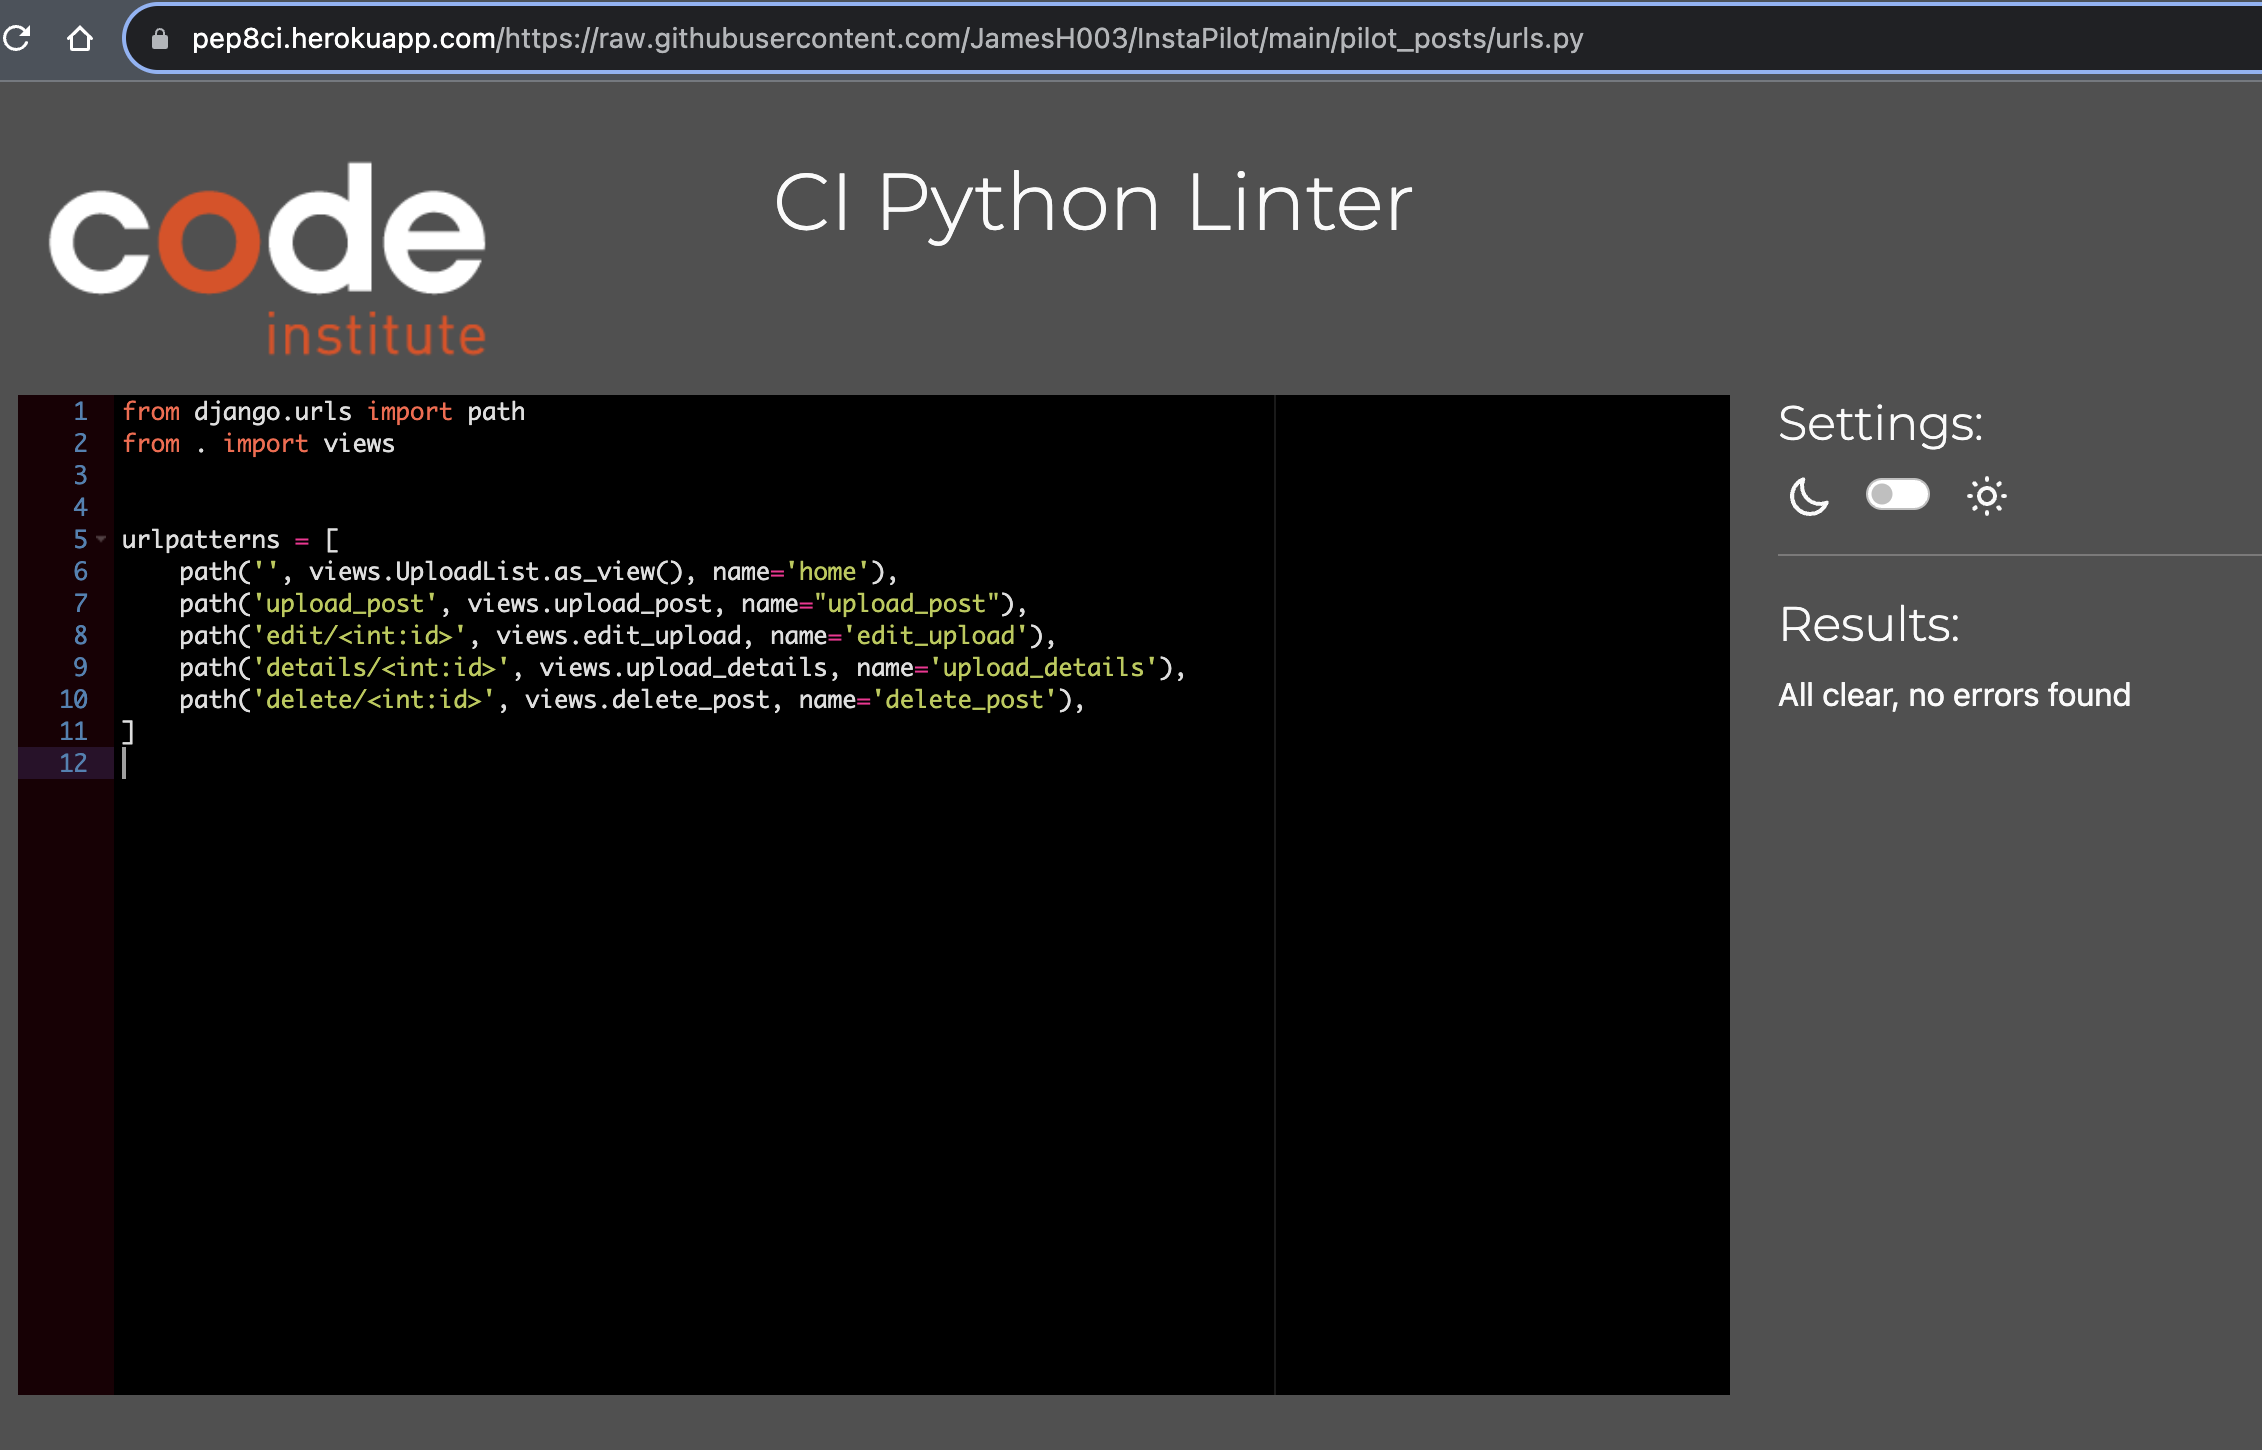 pep8ci.herokuapp.com/https://raw.githubusercontent.com/JamesH003/InstaPilot/main/pilot_posts/urls.py
code
institute
CI Python Linter
1 from django.urls import path
2 from . import views
3
4
5 urlpatterns = [
6     path('', views.UploadList.as_view(), name='home'),
7     path('upload_post', views.upload_post, name="upload_post"),
8     path('edit/<int:id>', views.edit_upload, name='edit_upload'),
9     path('details/<int:id>', views.upload_details, name='upload_details'),
10     path('delete/<int:id>', views.delete_post, name='delete_post'),
11 ]
12
Settings:
Results:
All clear, no errors found